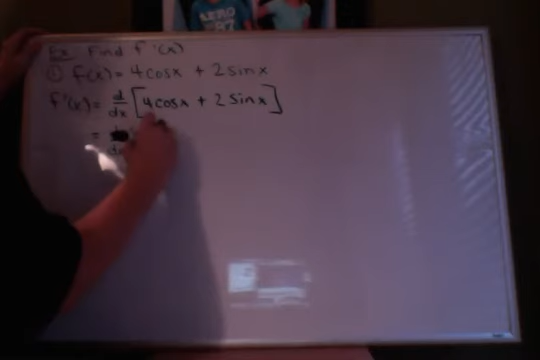 Ex: Find f'(x)
① f(x) = 4cosx + 2sinx
f'(x) = d/dx [4cosx + 2sinx]
=